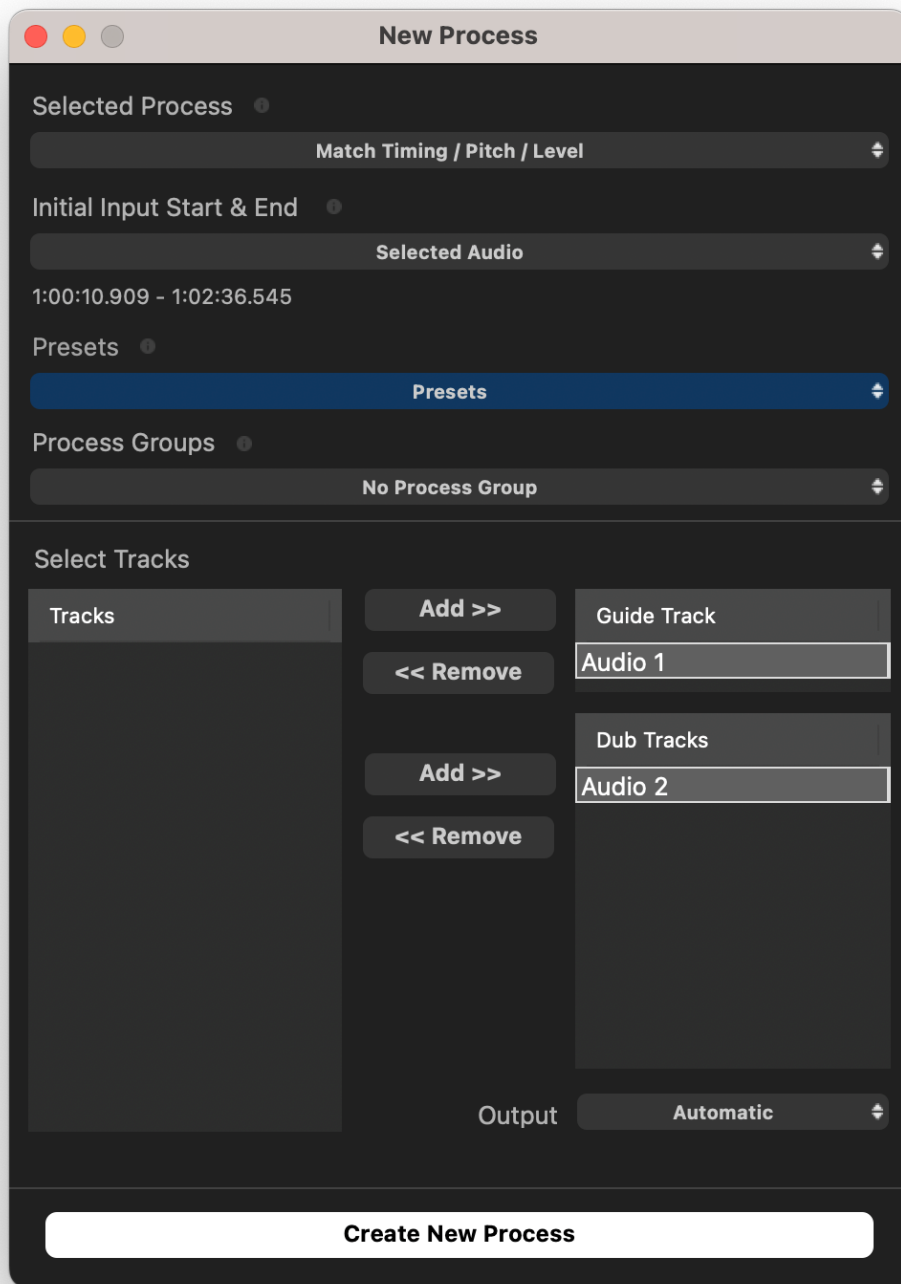 New Process
Selected Process
Match Timing / Pitch / Level
Initial Input Start & End
Selected Audio
1:00:10.909 - 1:02:36.545
Presets
Presets
Process Groups
No Process Group
Select Tracks
Tracks
Add >>
<< Remove
Guide Track
Audio 1
Dub Tracks
Audio 2
Add >>
<< Remove
Output
Automatic
Create New Process